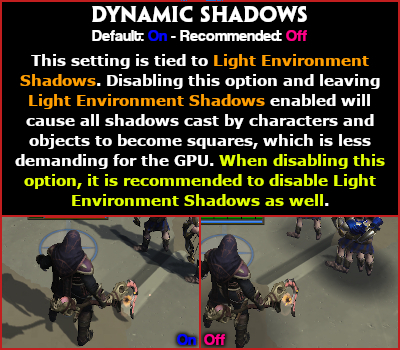 DYNAMIC SHADOWS
Default: On - Recommended: Off
This setting is tied to Light Environment
Shadows. Disabling this option and leaving
Light Environment Shadows enabled will
cause all shadows cast by characters and
objects to become squares, which is less
demanding for the GPU. When disabling this
option, it is recommended to disable Light
Environment Shadows as well.
On Off